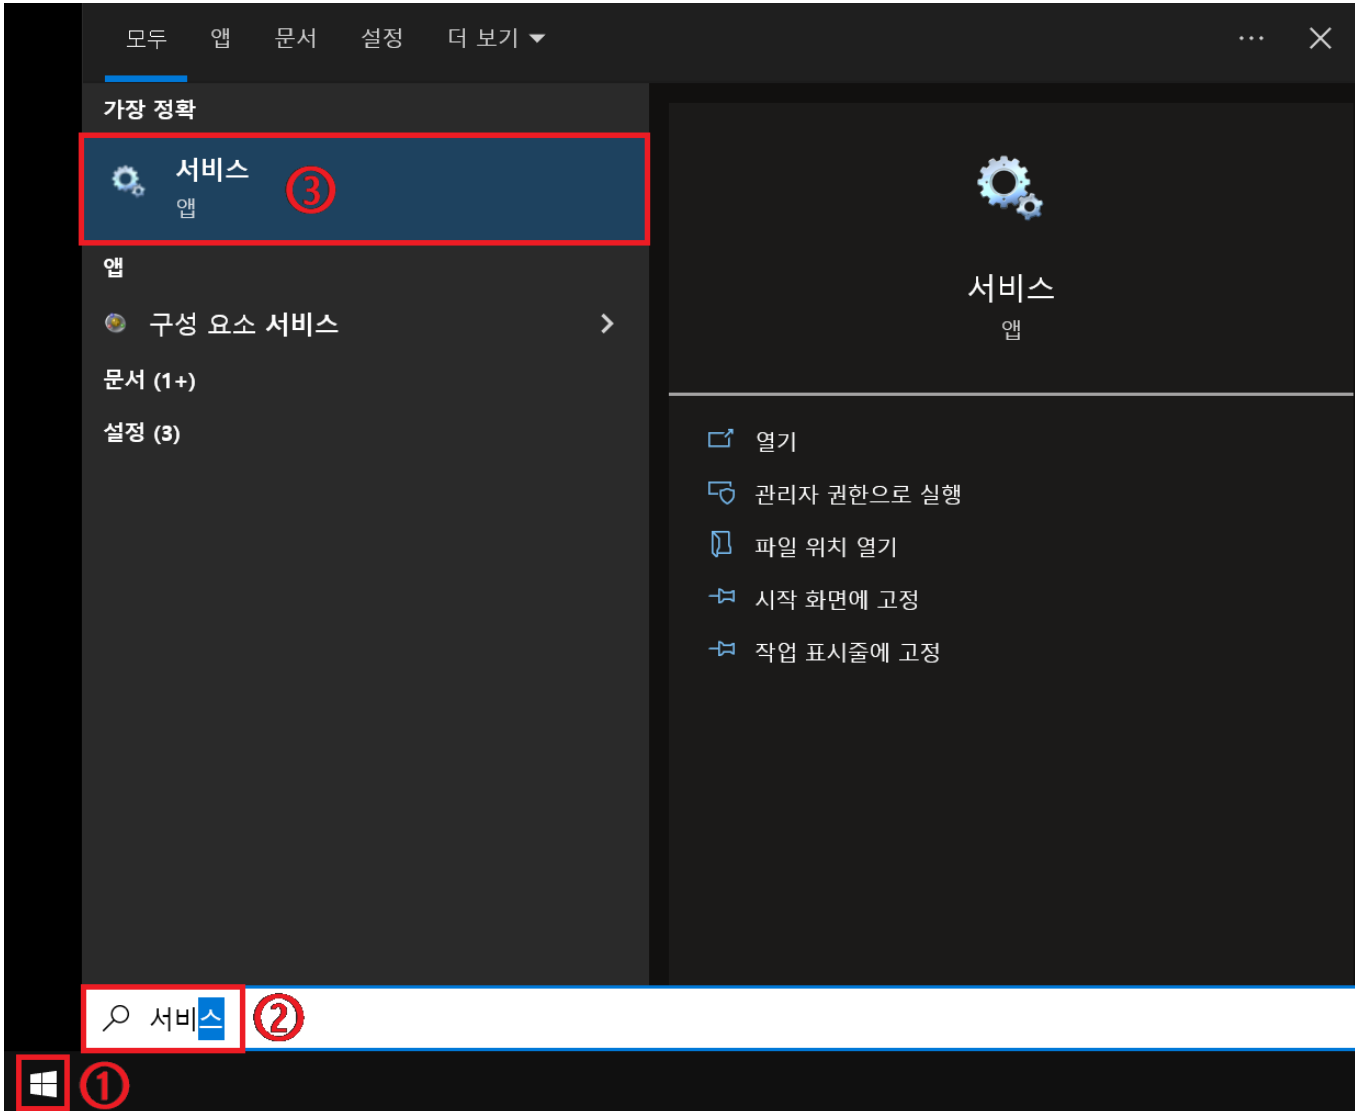 모두 앱 문서 설정 더 보기
가장 정확
서비스
앱
③
앱
구성 요소 서비스
문서 (1+)
설정 (3)
서비스
앱
열기
관리자 권한으로 실행
파일 위치 열기
시작 화면에 고정
작업 표시줄에 고정
서비스 ②
①